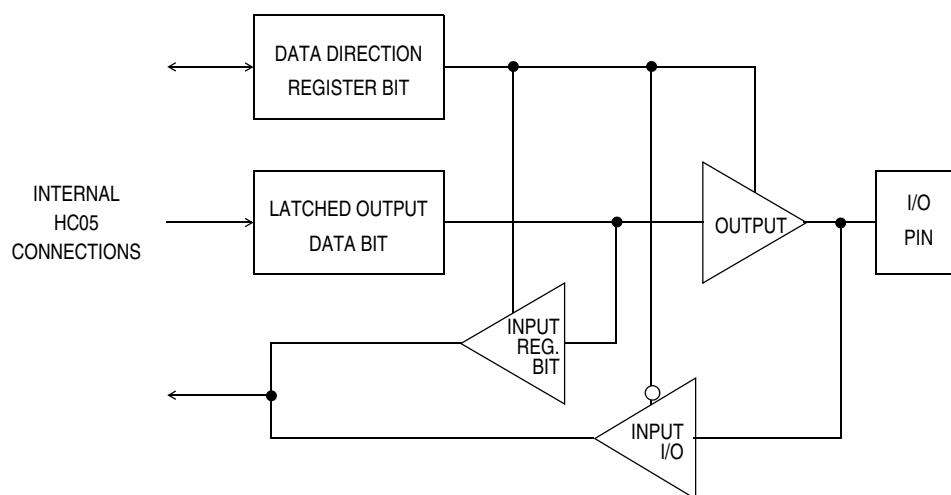 DATA DIRECTION
REGISTER BIT
INTERNAL
HC05
CONNECTIONS
LATCHED OUTPUT
DATA BIT
OUTPUT
I/O
PIN
INPUT
REG.
BIT
INPUT
I/O